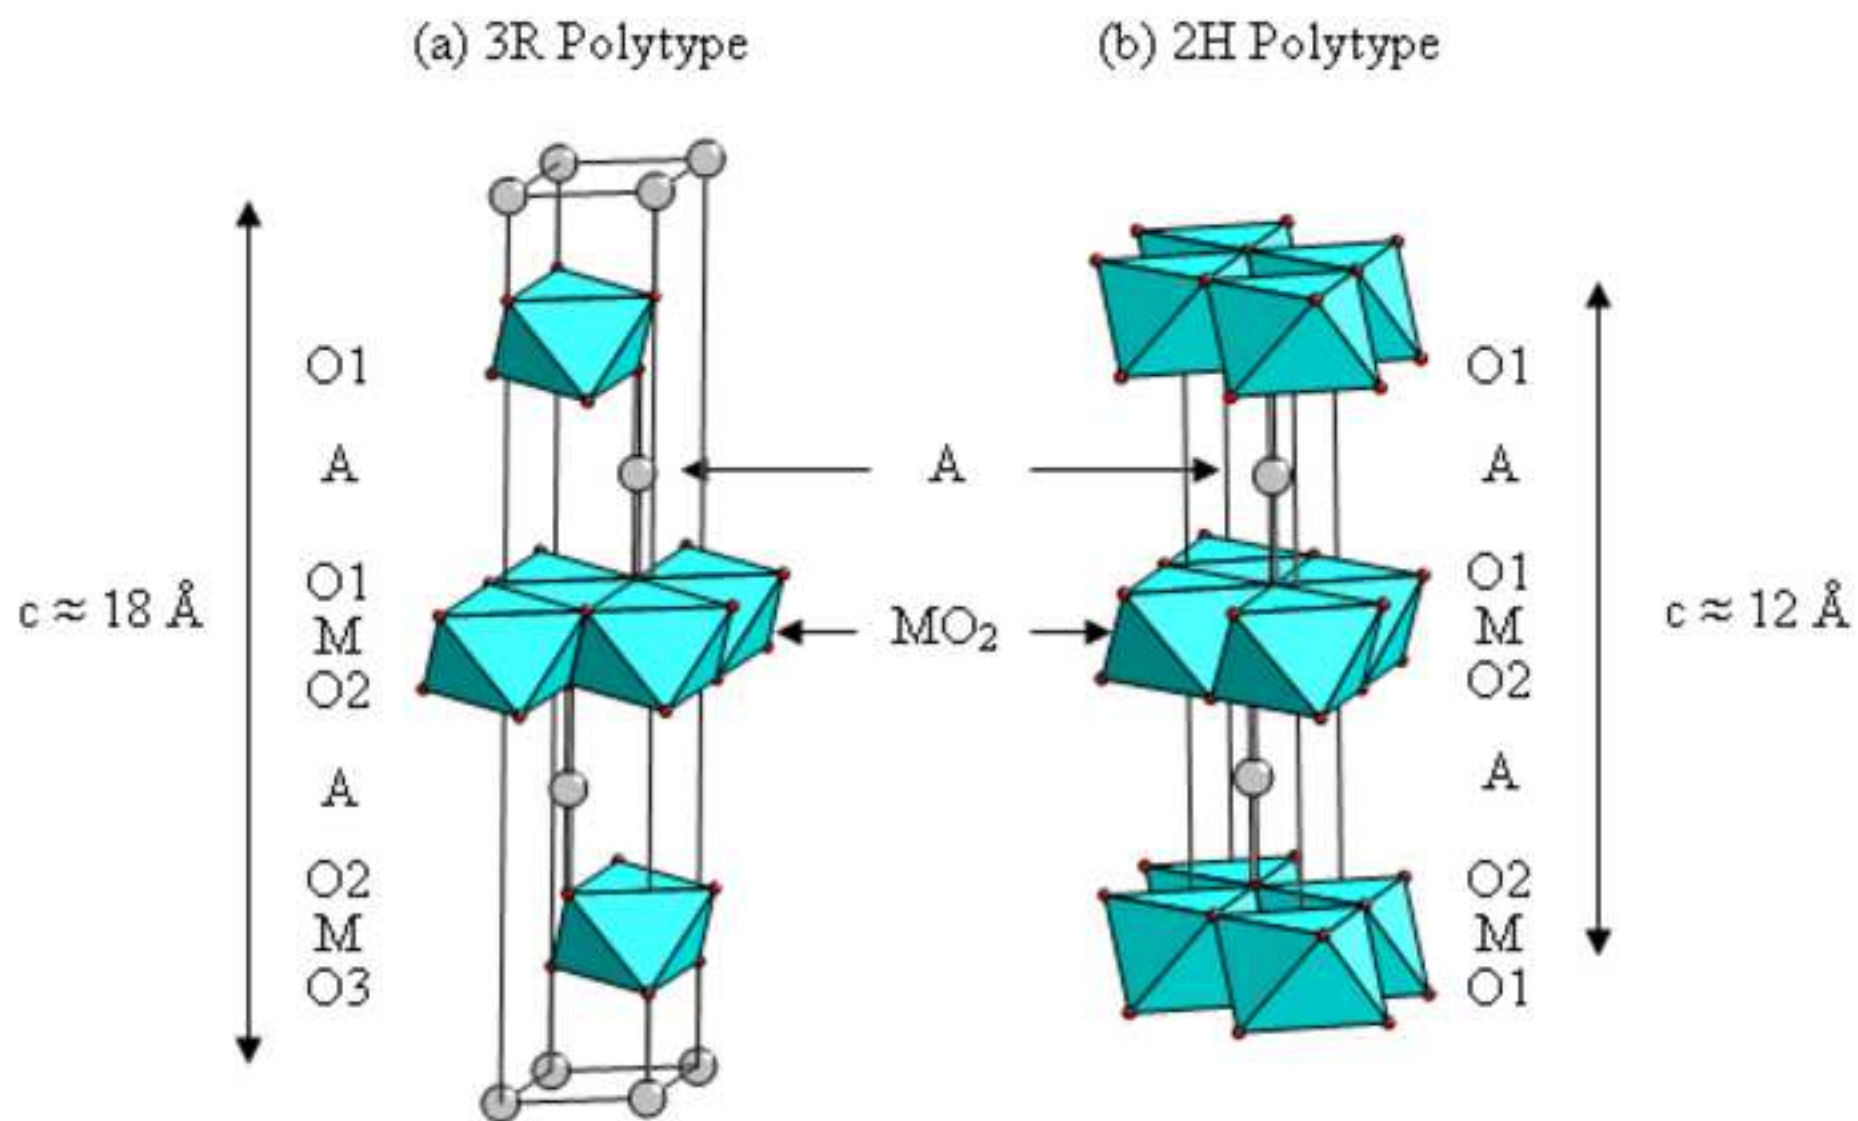 (a) 3R Polytype
(b) 2H Polytype
O1
A
O1
M
O2
A
O2
M
O3
c ≈ 18 Å
A
MO₂
O1
A
O1
M
O2
A
O2
M
O1
c ≈ 12 Å